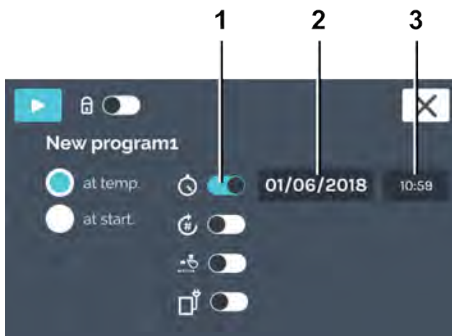 1 2 3
New program1
at temp. 01/06/2018 10:59
at start.
#